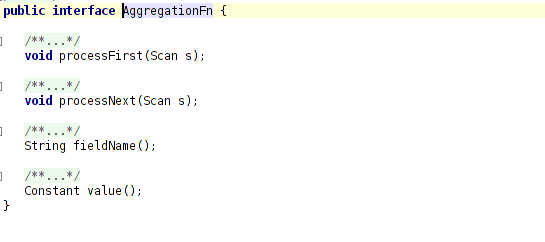 public interface AggregationFn {
/**...*/
void processFirst(Scan s);
/**...*/
void processNext(Scan s);
/**...*/
String fieldName();
/**...*/
Constant value();
}